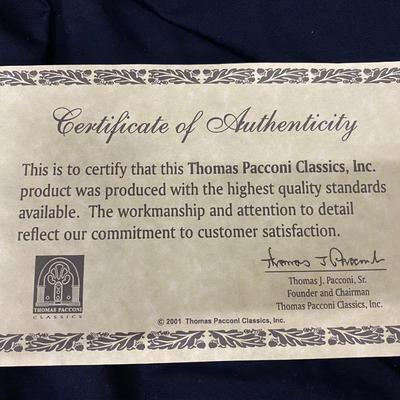 Certificate of Authenticity
This is to certify that this Thomas Pacconi Classics, Inc.
product was produced with the highest quality standards
available. The workmanship and attention to detail
reflect our commitment to customer satisfaction.
Thomas J Pacconi
Thomas J. Pacconi, Sr.
Founder and Chairman
Thomas Pacconi Classics, Inc.
THOMAS PACCONI
CLASSICS
© 2001 Thomas Pacconi Classics, Inc.